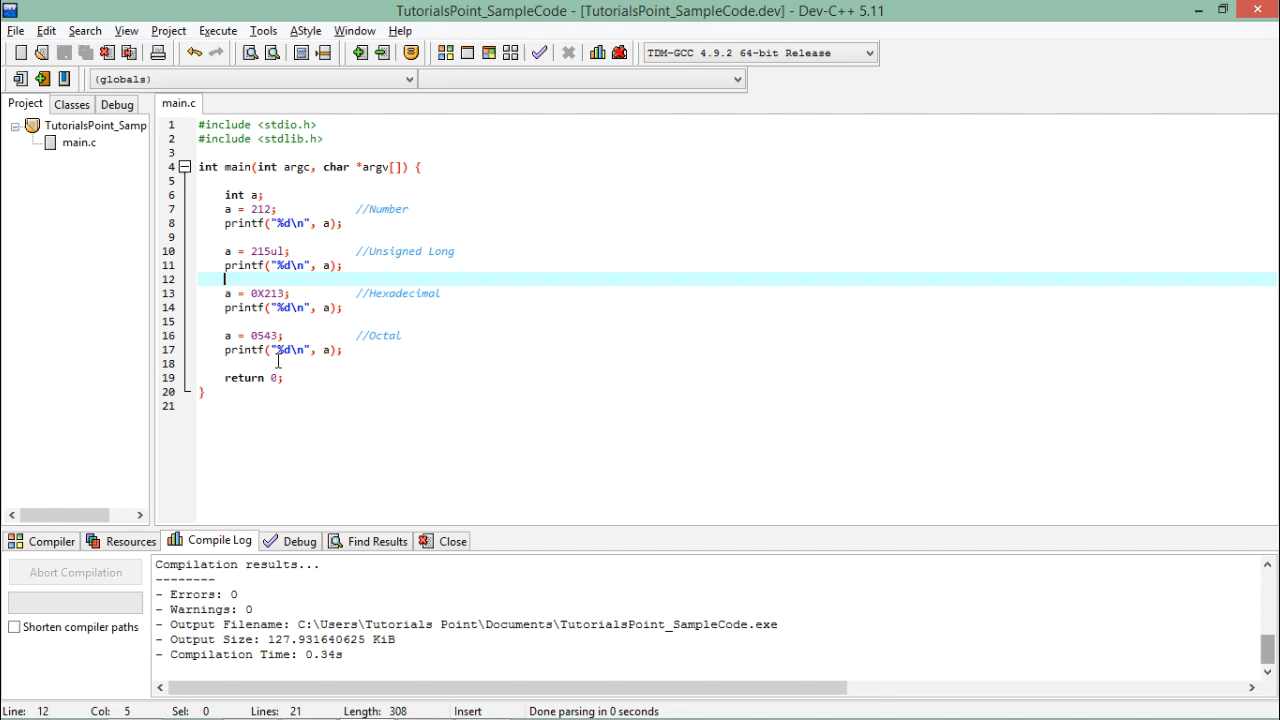 TutorialsPoint_SampleCode - [TutorialsPoint_SampleCode.dev] - Dev-C++ 5.11
File Edit Search View Project Execute Tools AStyle Window Help
TDM-GCC 4.9.2 64-bit Release
(globals)
Project Classes Debug
main.c
TutorialsPoint_Samp
main.c
1 #include <stdio.h>
2 #include <stdlib.h>
3
4 int main(int argc, char *argv[]) {
5
6 int a;
7 a = 212; //Number
8 printf("%d\n", a);
9
10 a = 215ul; //Unsigned Long
11 printf("%d\n", a);
12
13 a = 0X213; //Hexadecimal
14 printf("%d\n", a);
15
16 a = 0543; //Octal
17 printf("%d\n", a);
18
19 return 0;
20 }
21
Compiler Resources Compile Log Debug Find Results Close
Abort Compilation
Shorten compiler paths
Compilation results...
--------
- Errors: 0
- Warnings: 0
- Output Filename: C:\Users\Tutorials Point\Documents\TutorialsPoint_SampleCode.exe
- Output Size: 127.931640625 KiB
- Compilation Time: 0.34s
Line: 12 Col: 5 Sel: 0 Lines: 21 Length: 308 Insert Done parsing in 0 seconds